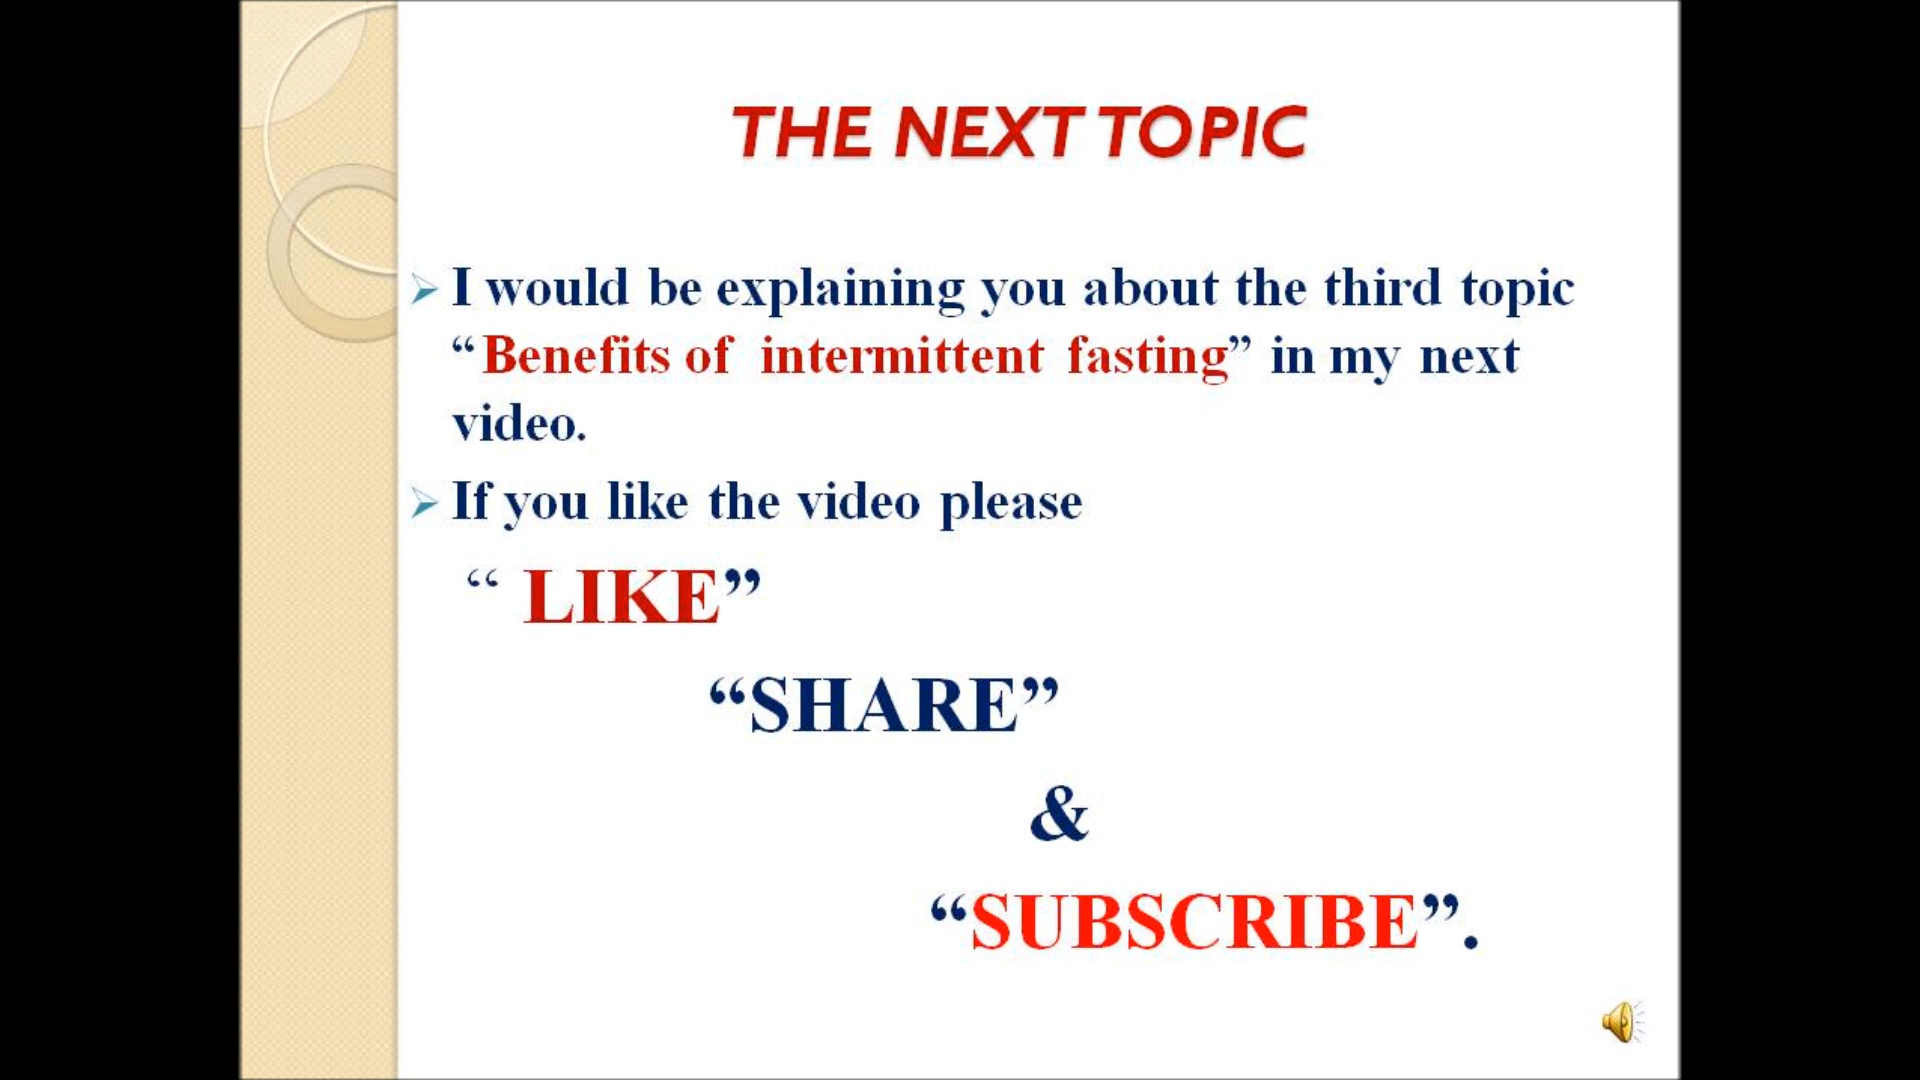 THE NEXT TOPIC
I would be explaining you about the third topic
“Benefits of intermittent fasting” in my next
video.
If you like the video please
“ LIKE”
“SHARE”
&
“SUBSCRIBE”.